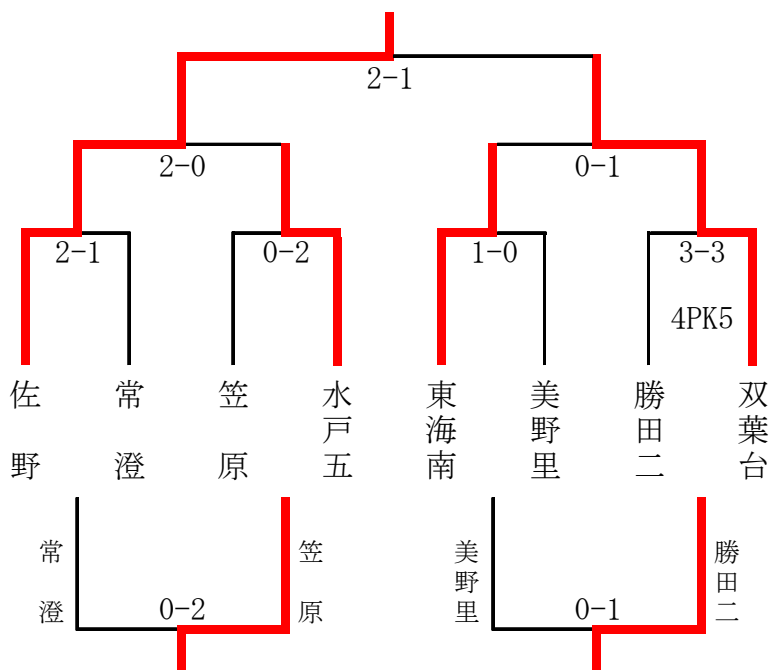 2-1
2-0
0-1
2-1
0-2
1-0
3-3
4PK5
佐野
常澄
笠原
水戸五
東海南
美野里
勝田二
双葉台
常澄
笠原
美野里
勝田二
0-2
0-1